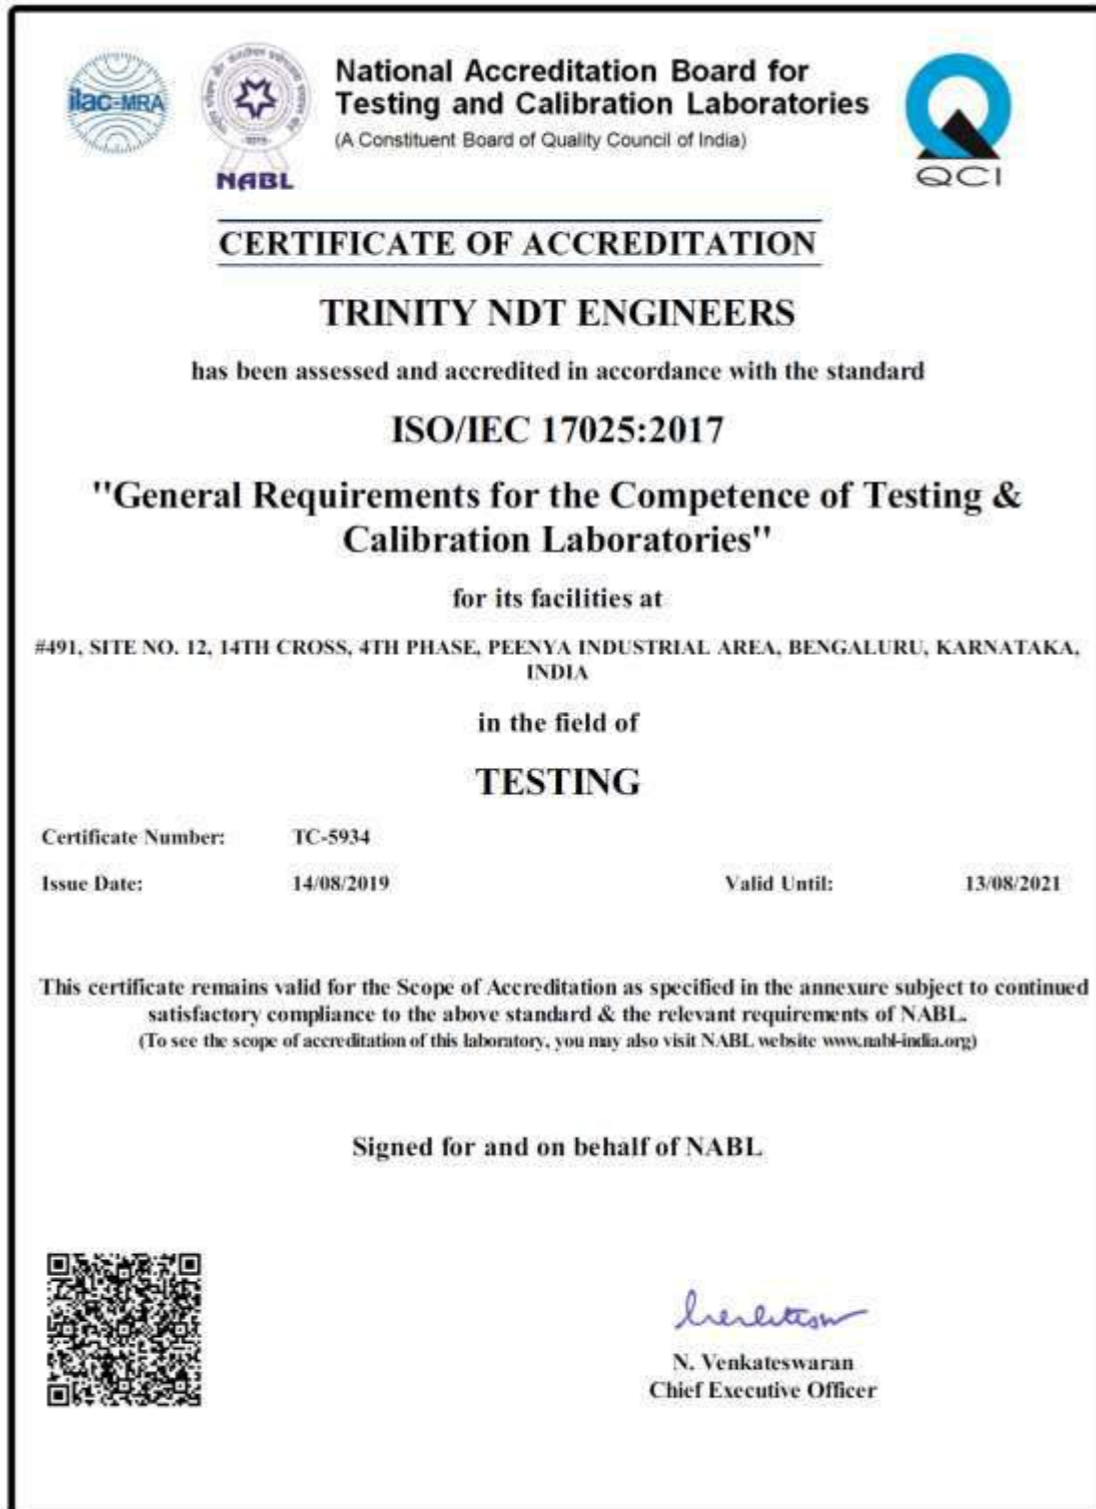 ilac-MRA
NABL
National Accreditation Board for
Testing and Calibration Laboratories
(A Constituent Board of Quality Council of India)
QCI
CERTIFICATE OF ACCREDITATION
TRINITY NDT ENGINEERS
has been assessed and accredited in accordance with the standard
ISO/IEC 17025:2017
"General Requirements for the Competence of Testing &
Calibration Laboratories"
for its facilities at
#491, SITE NO. 12, 14TH CROSS, 4TH PHASE, PEENYA INDUSTRIAL AREA, BENGALURU, KARNATAKA,
INDIA
in the field of
TESTING
Certificate Number: TC-5934
Issue Date: 14/08/2019 Valid Until: 13/08/2021
This certificate remains valid for the Scope of Accreditation as specified in the annexure subject to continued
satisfactory compliance to the above standard & the relevant requirements of NABL.
(To see the scope of accreditation of this laboratory, you may also visit NABL website www.nabl-india.org)
Signed for and on behalf of NABL
N. Venkateswaran
Chief Executive Officer